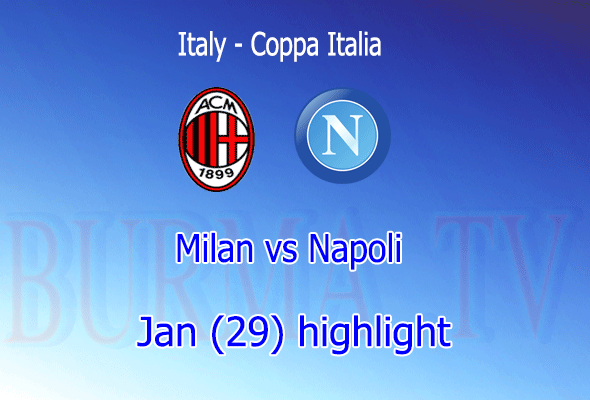 Italy - Coppa Italia
ACM
1899
N
BURMA TV
Milan vs Napoli
Jan (29) highlight